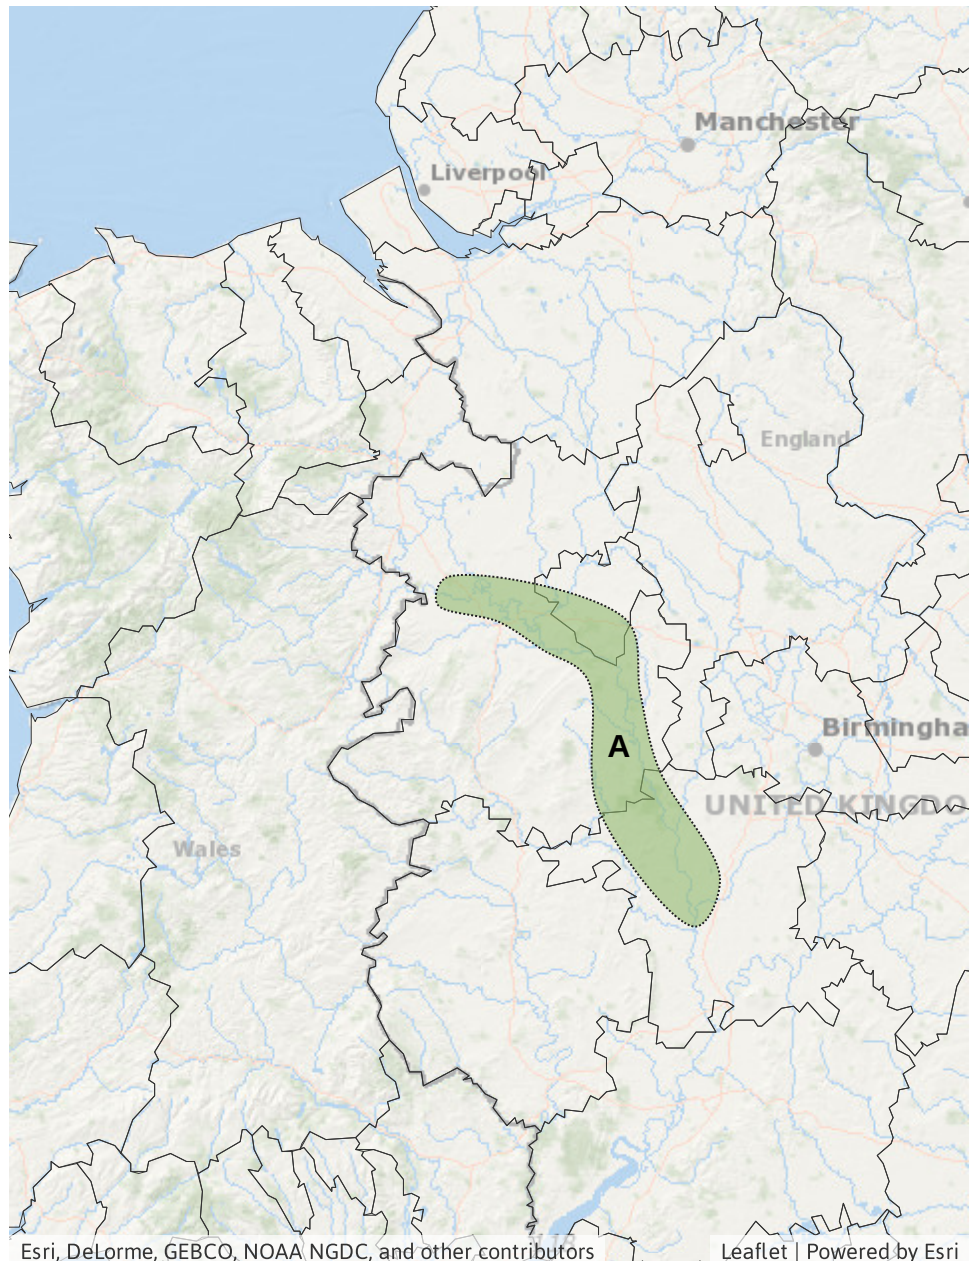 Manchester
Liverpool
England
A
Birmingha
UNITED KINGDO
Wales
Esri, DeLorme, GEBCO, NOAA NGDC, and other contributors
Leaflet | Powered by Esri